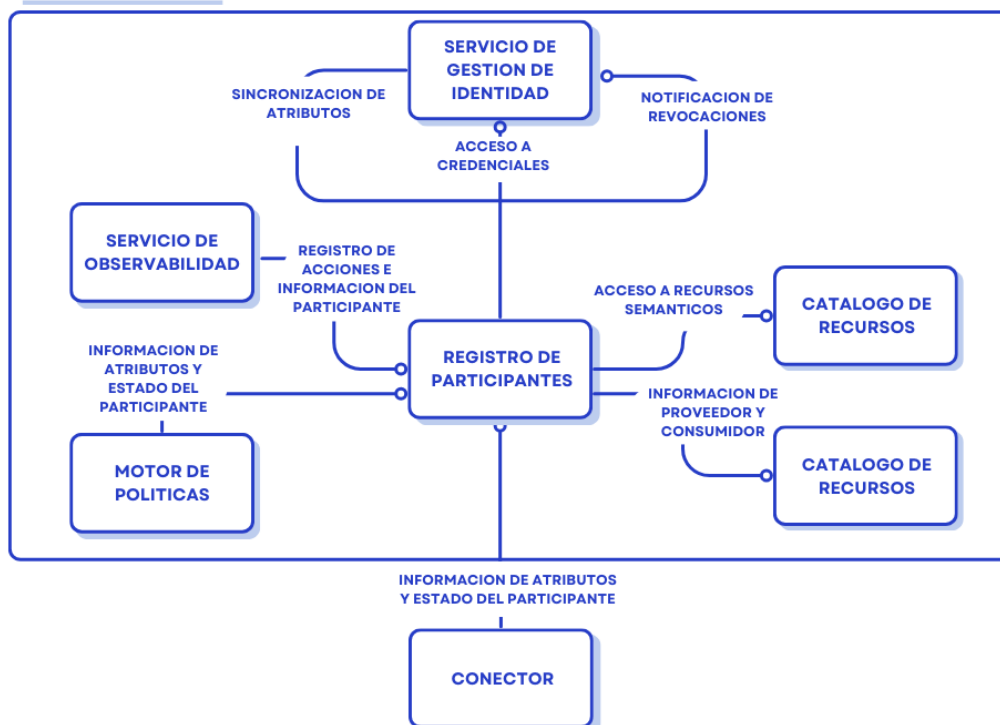 SERVICIO DE
GESTION DE
IDENTIDAD
SINCRONIZACION DE
ATRIBUTOS
NOTIFICACION DE
REVOCACIONES
ACCESO A
CREDENCIALES
SERVICIO DE
OBSERVABILIDAD
REGISTRO DE
ACCIONES E
INFORMACION DEL
PARTICIPANTE
ACCESO A RECURSOS
SEMANTICOS
CATALOGO DE
RECURSOS
INFORMACION DE
ATRIBUTOS Y
ESTADO DEL
PARTICIPANTE
REGISTRO DE
PARTICIPANTES
INFORMACION DE
PROVEEDOR Y
CONSUMIDOR
MOTOR DE
POLITICAS
CATALOGO DE
RECURSOS
INFORMACION DE ATRIBUTOS
Y ESTADO DEL PARTICIPANTE
CONECTOR